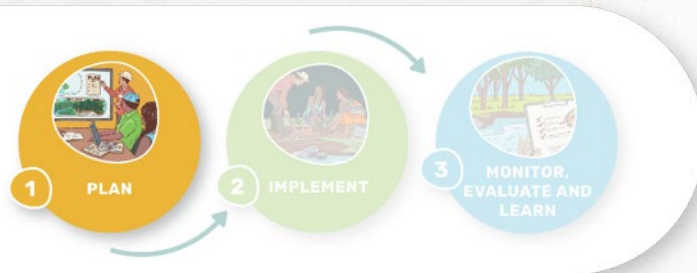 1
PLAN
2
IMPLEMENT
3
MONITOR,
EVALUATE AND
LEARN